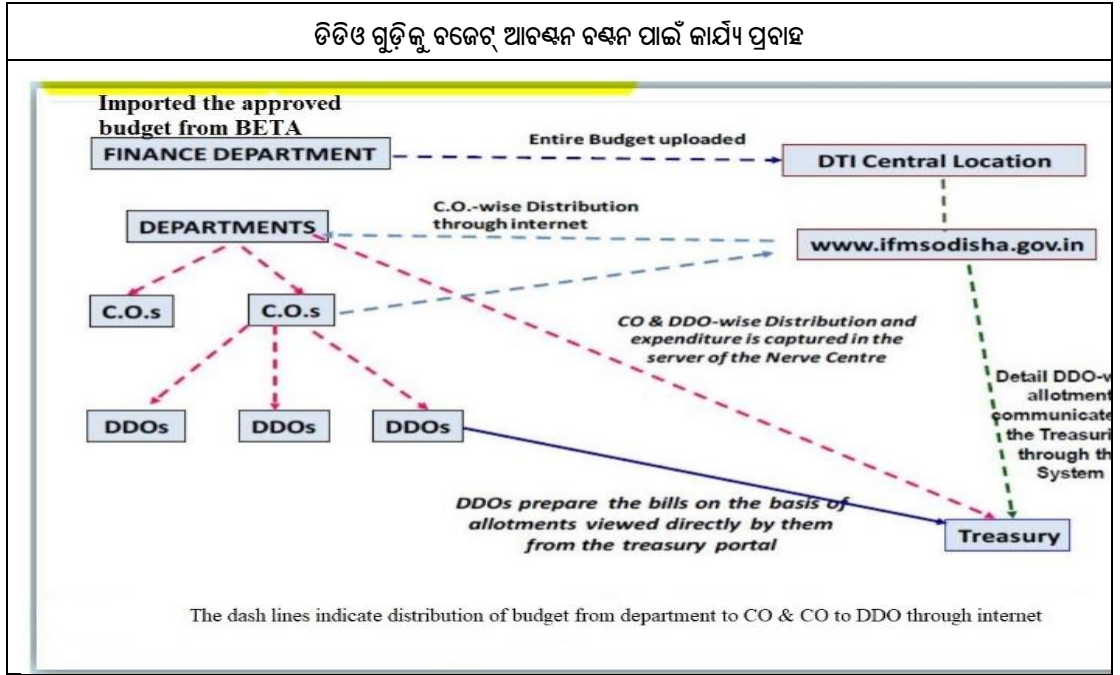 ଡିଡିଓ ଗୁଡ଼ିକୁ ବଜେଟ୍ ଆବଣ୍ଟନ ବଣ୍ଟନ ପାଇଁ କାର୍ଯ୍ୟ ପ୍ରବାହ
Imported the approved
budget from BETA
FINANCE DEPARTMENT
Entire Budget uploaded
DTI Central Location
C.O.-wise Distribution
through internet
DEPARTMENTS
www.ifmsodisha.gov.in
C.O.s
C.O.s
CO & DDO-wise Distribution and
expenditure is captured in the
server of the Nerve Centre
Detail DDO-w
allotment
communicate
the Treasuri
through th
System
DDOs
DDOs
DDOs
DDOs prepare the bills on the basis of
allotments viewed directly by them
from the treasury portal
Treasury
The dash lines indicate distribution of budget from department to CO & CO to DDO through internet